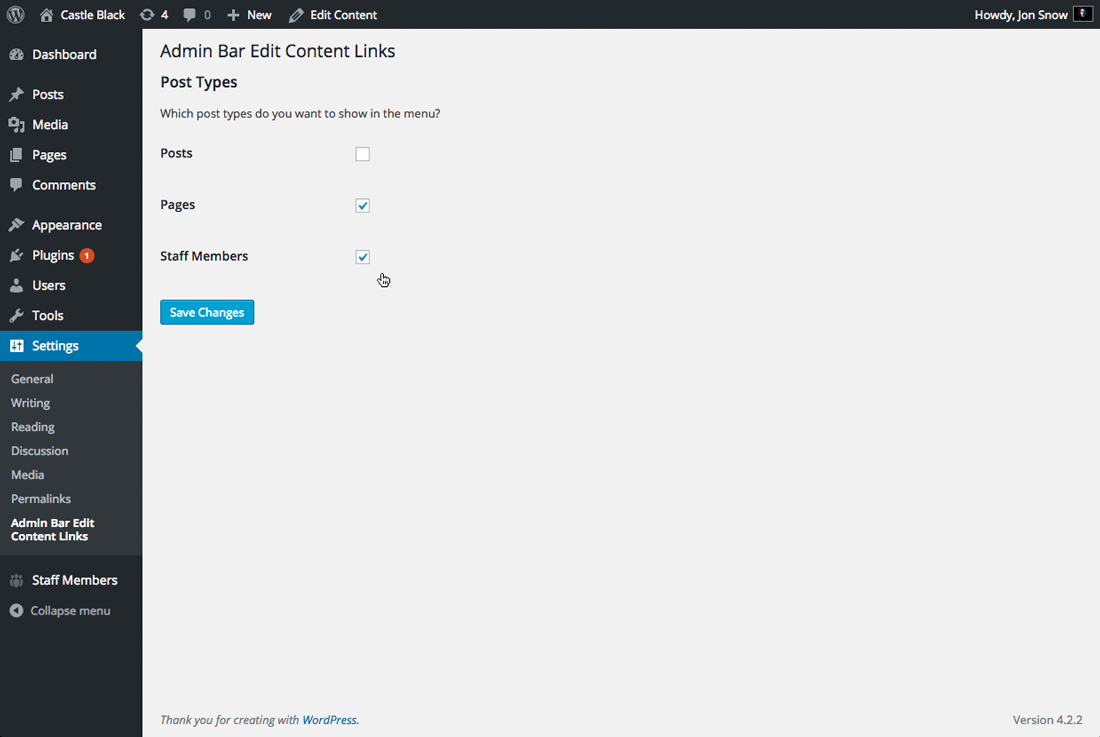 Castle Black 4 0 New Edit Content Howdy, Jon Snow
Dashboard
Posts
Media
Pages
Comments
Appearance
Plugins 1
Users
Tools
Settings
General
Writing
Reading
Discussion
Media
Permalinks
Admin Bar Edit
Content Links
Staff Members
Collapse menu
Admin Bar Edit Content Links
Post Types
Which post types do you want to show in the menu?
Posts
Pages
Staff Members
Save Changes
Thank you for creating with WordPress. Version 4.2.2